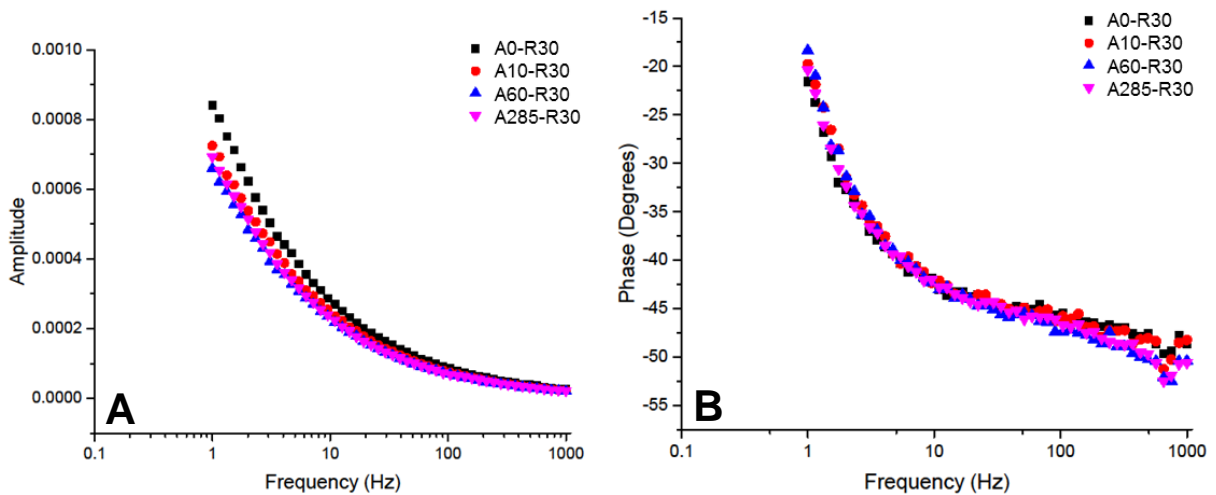 0.0010
0.0008
0.0006
0.0004
0.0002
0.0000
Amplitude
0.1
1
10
100
1000
Frequency (Hz)
A0-R30
A10-R30
A60-R30
A285-R30
A
-15
-20
-25
-30
-35
-40
-45
-50
-55
Phase (Degrees)
0.1
1
10
100
1000
Frequency (Hz)
A0-R30
A10-R30
A60-R30
A285-R30
B